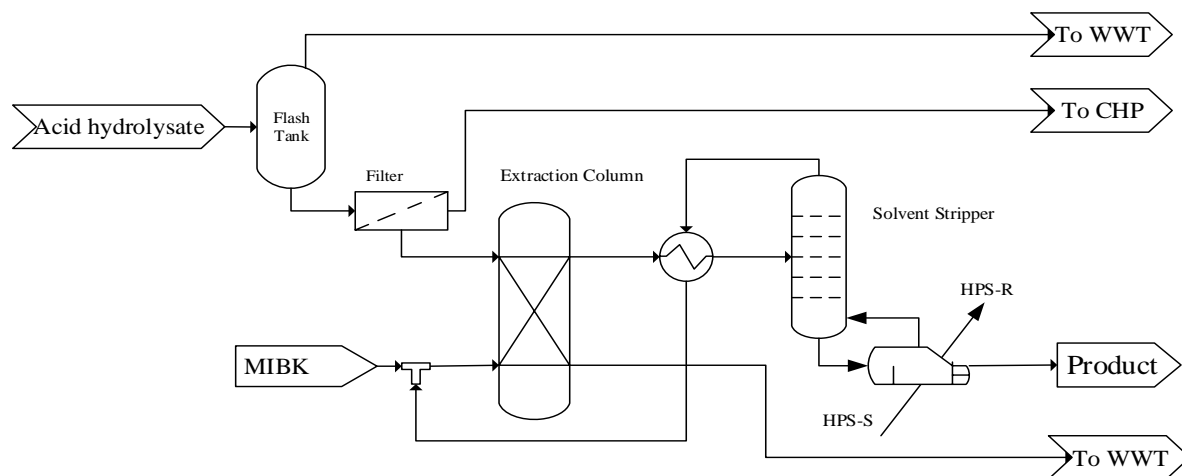 To WWT
Acid hydrolysate
Flash
Tank
To CHP
Filter
Extraction Column
Solvent Stripper
HPS-R
MIBK
Product
HPS-S
To WWT